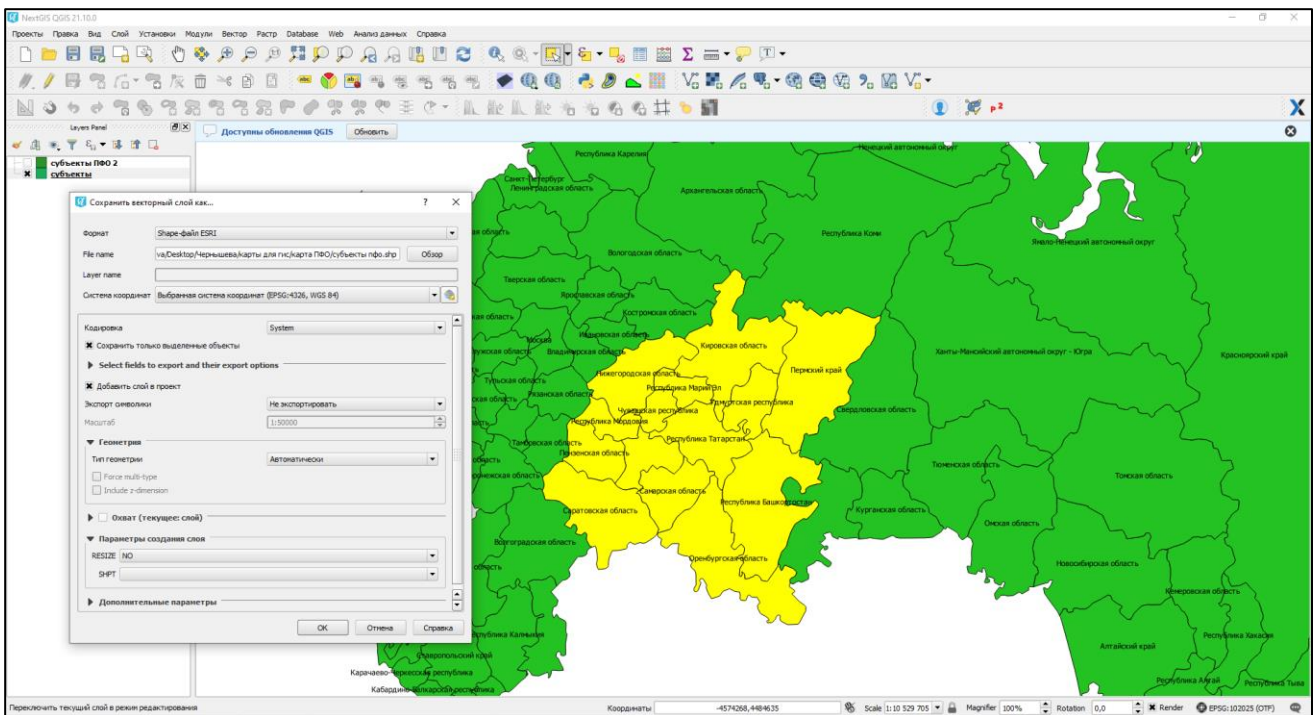 NextGIS QGIS 21.10.0
Проекты Правка Вид Слой Установки Модули Вектор Растр Database Web Анализ данных Справка
Layers Panel
Доступны обновления QGIS Обновить
субъекты ПФО 2
субъекты
Сохранить векторный слой как...
Формат Shape-файл ESRI
File name va/Desktop/Чернышева/карты для гис/карта ПФО/субъекты пфо.shp Обзор
Layer name
Система координат Выбранная система координат (EPSG:4326, WGS 84)
Кодировка System
Сохранить только выделенные объекты
Select fields to export and their export options
Добавить слой в проект
Экспорт символики Не экспортировать
Масштаб 1:50000
Геометрия
Тип геометрии Автоматически
Force multi-type
Include z-dimension
Охват (текущее: слой)
Параметры создания слоя
RESIZE NO
SHPT
Дополнительные параметры
OK Отмена Справка
Ненецкий автономный округ
Республика Карелия
Санкт-Петербург
Ленинградская область
Архангельская область
Республика Коми
Ямало-Ненецкий автономный округ
Вологодская область
Тверская область
Ярославская область
Костромская область
Ивановская область
Москва
Владимирская область
Кировская область
Ханты-Мансийский автономный округ - Югра
Красноярский край
Нижегородская область
Пермский край
Тульская область
Республика Марий Эл
Рязанская область
Удмуртская республика
Чувашская республика
Свердловская область
Республика Мордовия
Тамбовская область
Республика Татарстан
Пензенская область
Тюменская область
Томская область
Самарская область
Республика Башкортостан
Саратовская область
Курганская область
Омская область
Волгоградская область
Оренбургская область
Новосибирская область
Кемеровская область
Республика Калмыкия
Республика Хакасия
Ставропольский край
Алтайский край
Карачаево-Черкесская республика
Республика Алтай
Республика Тыва
Кабардино-Балкарская республика
Переключить текущий слой в режим редактирования
Координаты -4574268,4484635 Scale 1:10 529 705 Magnifier 100% Rotation 0,0 Render EPSG:102025 (OTF)